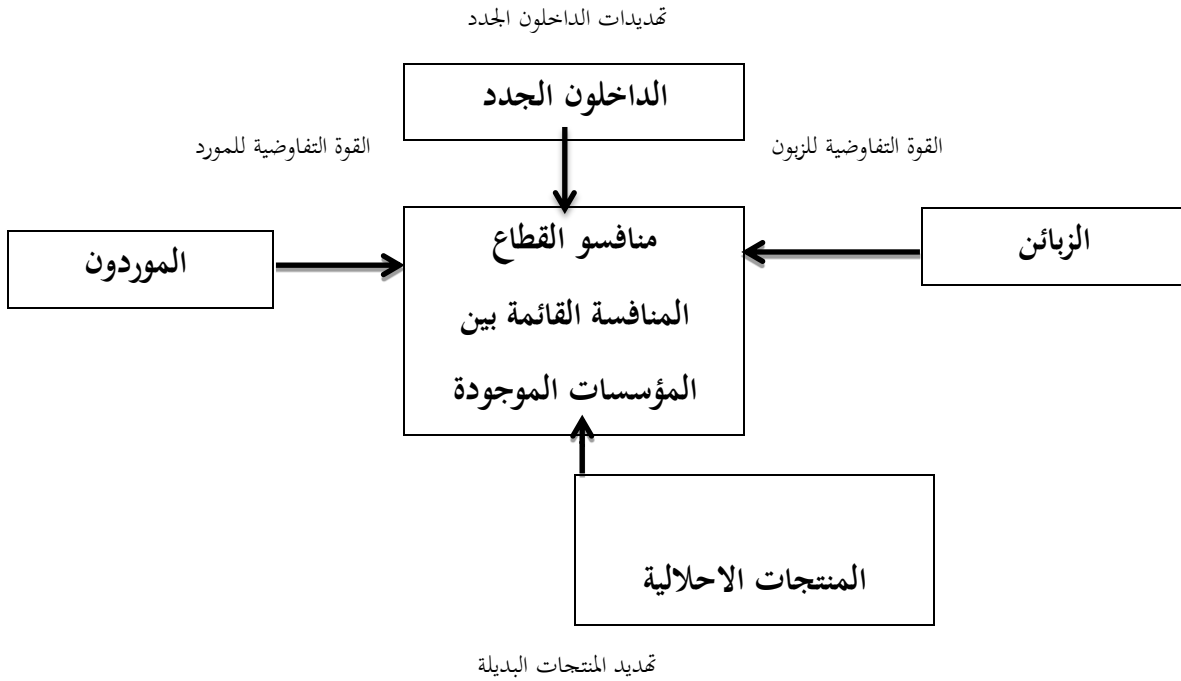 تهديدات الداخلون الجدد
الداخلون الجدد
القوة التفاوضية للزبون
القوة التفاوضية للمورد
الزبائن
منافسو القطاع
المنافسة القائمة بين
المؤسسات الموجودة
الموردون
المنتجات الاحلالية
تهديد المنتجات البديلة